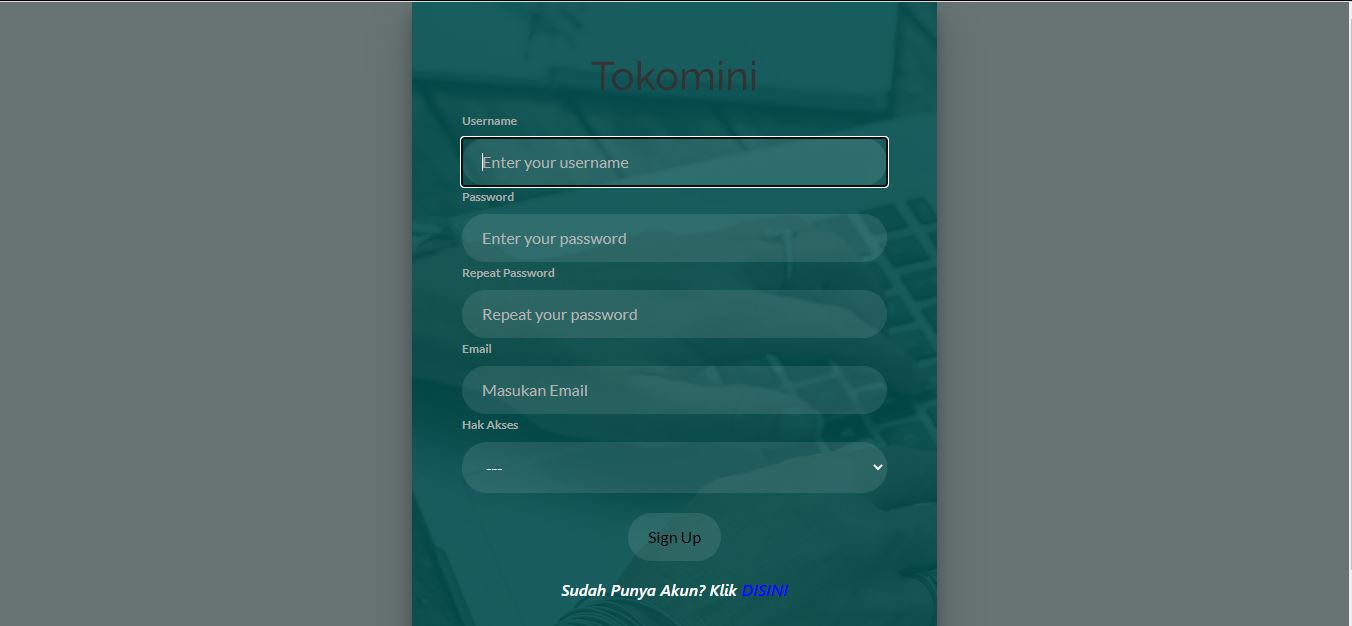 Tokomini
Username
Enter your username
Password
Enter your password
Repeat Password
Repeat your password
Email
Masukan Email
Hak Akses
---
Sign Up
Sudah Punya Akun? Klik DISINI